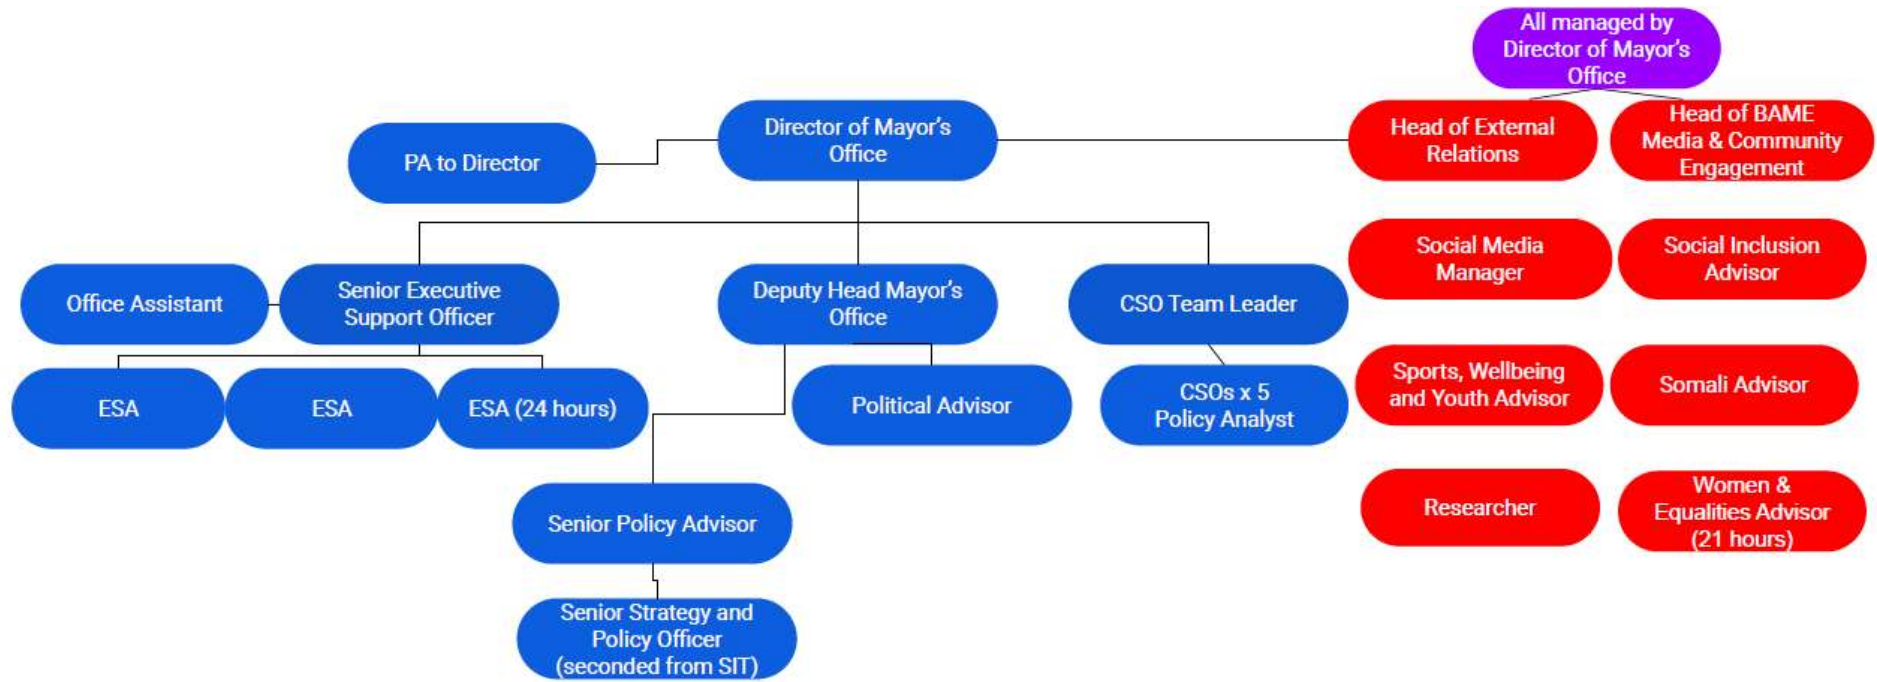 All managed by
Director of Mayor's
Office
Director of Mayor's
Office
PA to Director
Head of External
Relations
Head of BAME
Media & Community
Engagement
Social Media
Manager
Social Inclusion
Advisor
Office Assistant
Senior Executive
Support Officer
Deputy Head Mayor's
Office
CSO Team Leader
Sports, Wellbeing
and Youth Advisor
Somali Advisor
ESA
ESA
ESA (24 hours)
Political Advisor
CSOs x 5
Policy Analyst
Researcher
Women &
Equalities Advisor
(21 hours)
Senior Policy Advisor
Senior Strategy and
Policy Officer
(seconded from SIT)